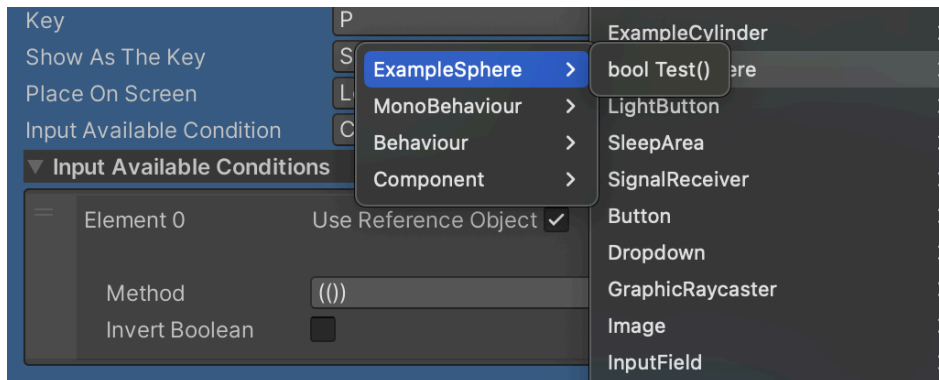 Key
P
Show As The Key
S
Place On Screen
L
Input Available Condition
C
Input Available Conditions
Element 0
Use Reference Object
Method
(())
Invert Boolean
ExampleSphere
MonoBehaviour
Behaviour
Component
bool Test()
ExampleCylinder
ere
LightButton
SleepArea
SignalReceiver
Button
Dropdown
GraphicRaycaster
Image
InputField